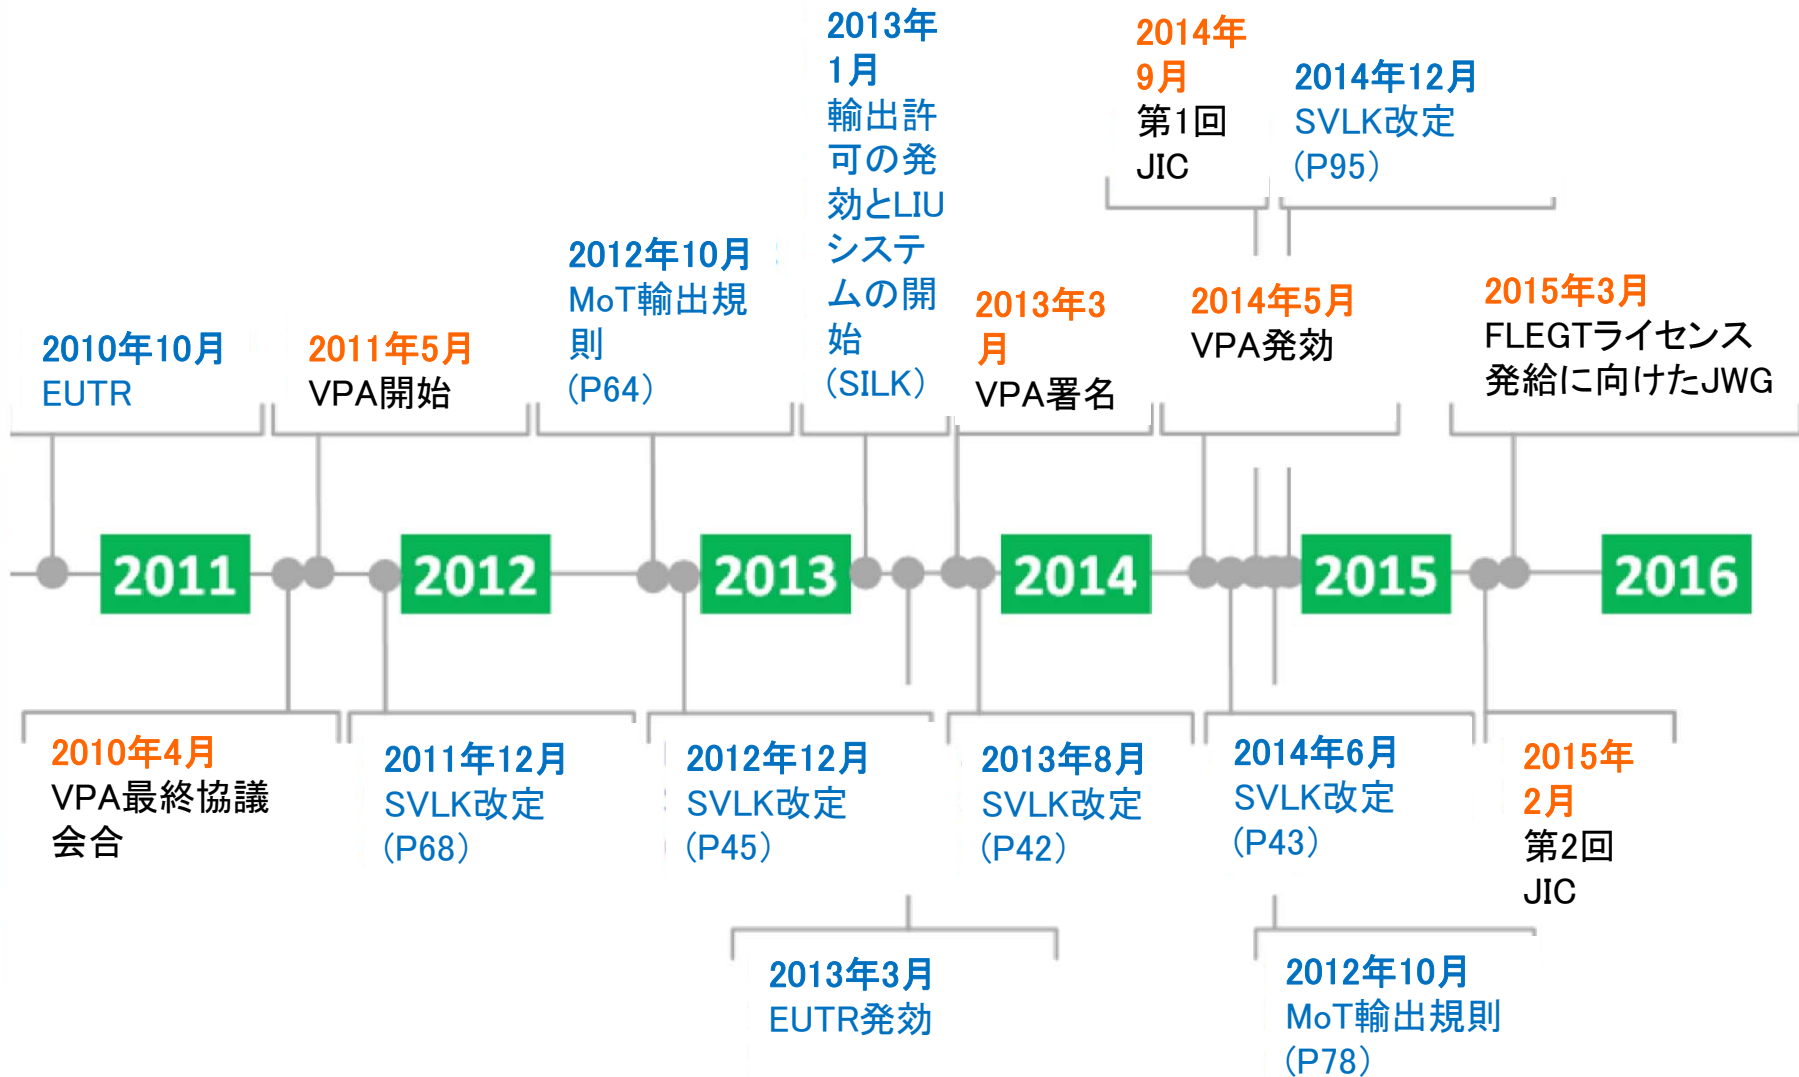 2010年10月
EUTR
2011年5月
VPA開始
2012年10月
MoT輸出規
則
(P64)
2013年
1月
輸出許
可の発
効とLIU
システ
ムの開
始
(SILK)
2013年3
月
VPA署名
2014年
9月
第1回
JIC
2014年12月
SVLK改定
(P95)
2014年5月
VPA発効
2015年3月
FLEGTライセンス
発給に向けたJWG
2011
2012
2013
2014
2015
2016
2010年4月
VPA最終協議
会合
2011年12月
SVLK改定
(P68)
2012年12月
SVLK改定
(P45)
2013年8月
SVLK改定
(P42)
2014年6月
SVLK改定
(P43)
2015年
2月
第2回
JIC
2013年3月
EUTR発効
2012年10月
MoT輸出規則
(P78)